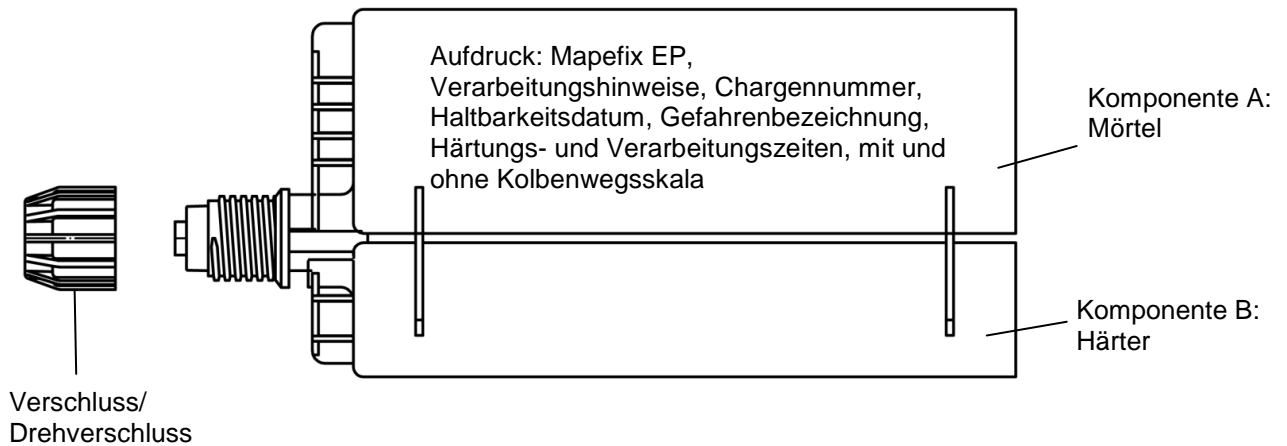 Aufdruck: Mapefix EP,
Verarbeitungshinweise, Chargennummer,
Haltbarkeitsdatum, Gefahrenbezeichnung,
Härtungs- und Verarbeitungszeiten, mit und
ohne Kolbenwegsskala
Komponente A:
Mörtel
Komponente B:
Härter
Verschluss/
Drehverschluss